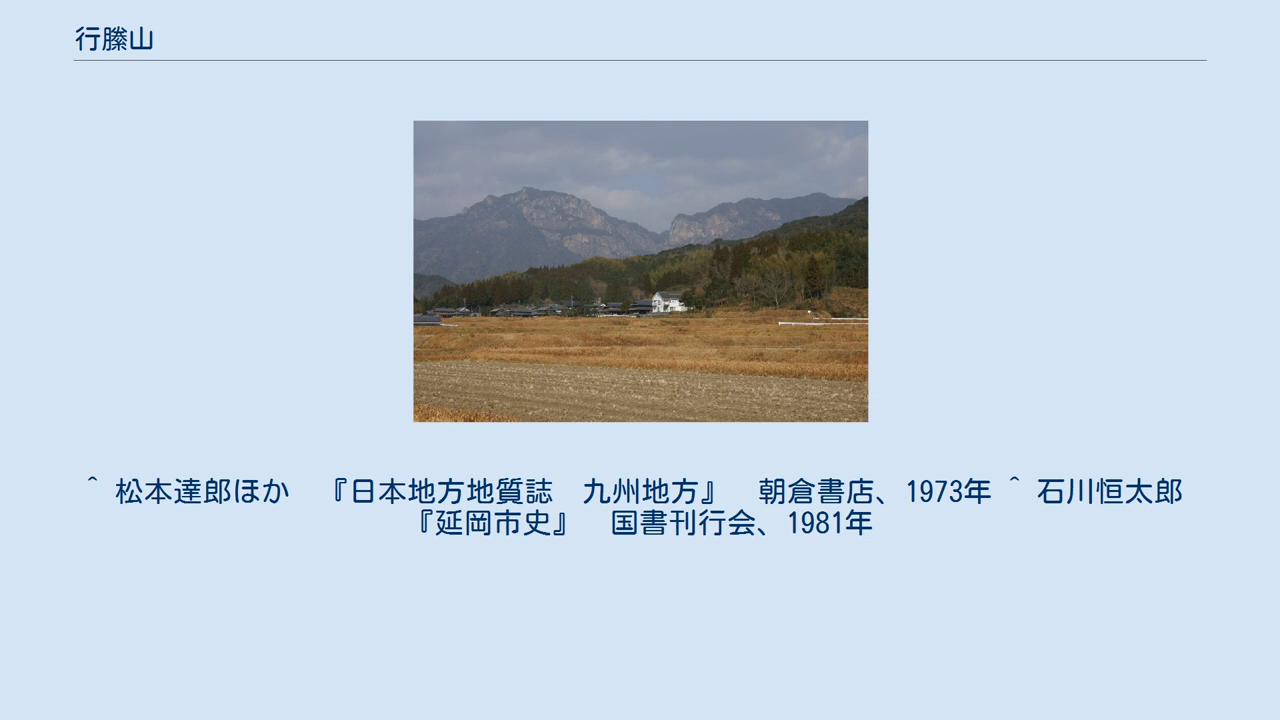 行縢山
^ 松本達郎ほか　『日本地方地質誌　九州地方』　朝倉書店、1973年 ^ 石川恒太郎
『延岡市史』　国書刊行会、1981年